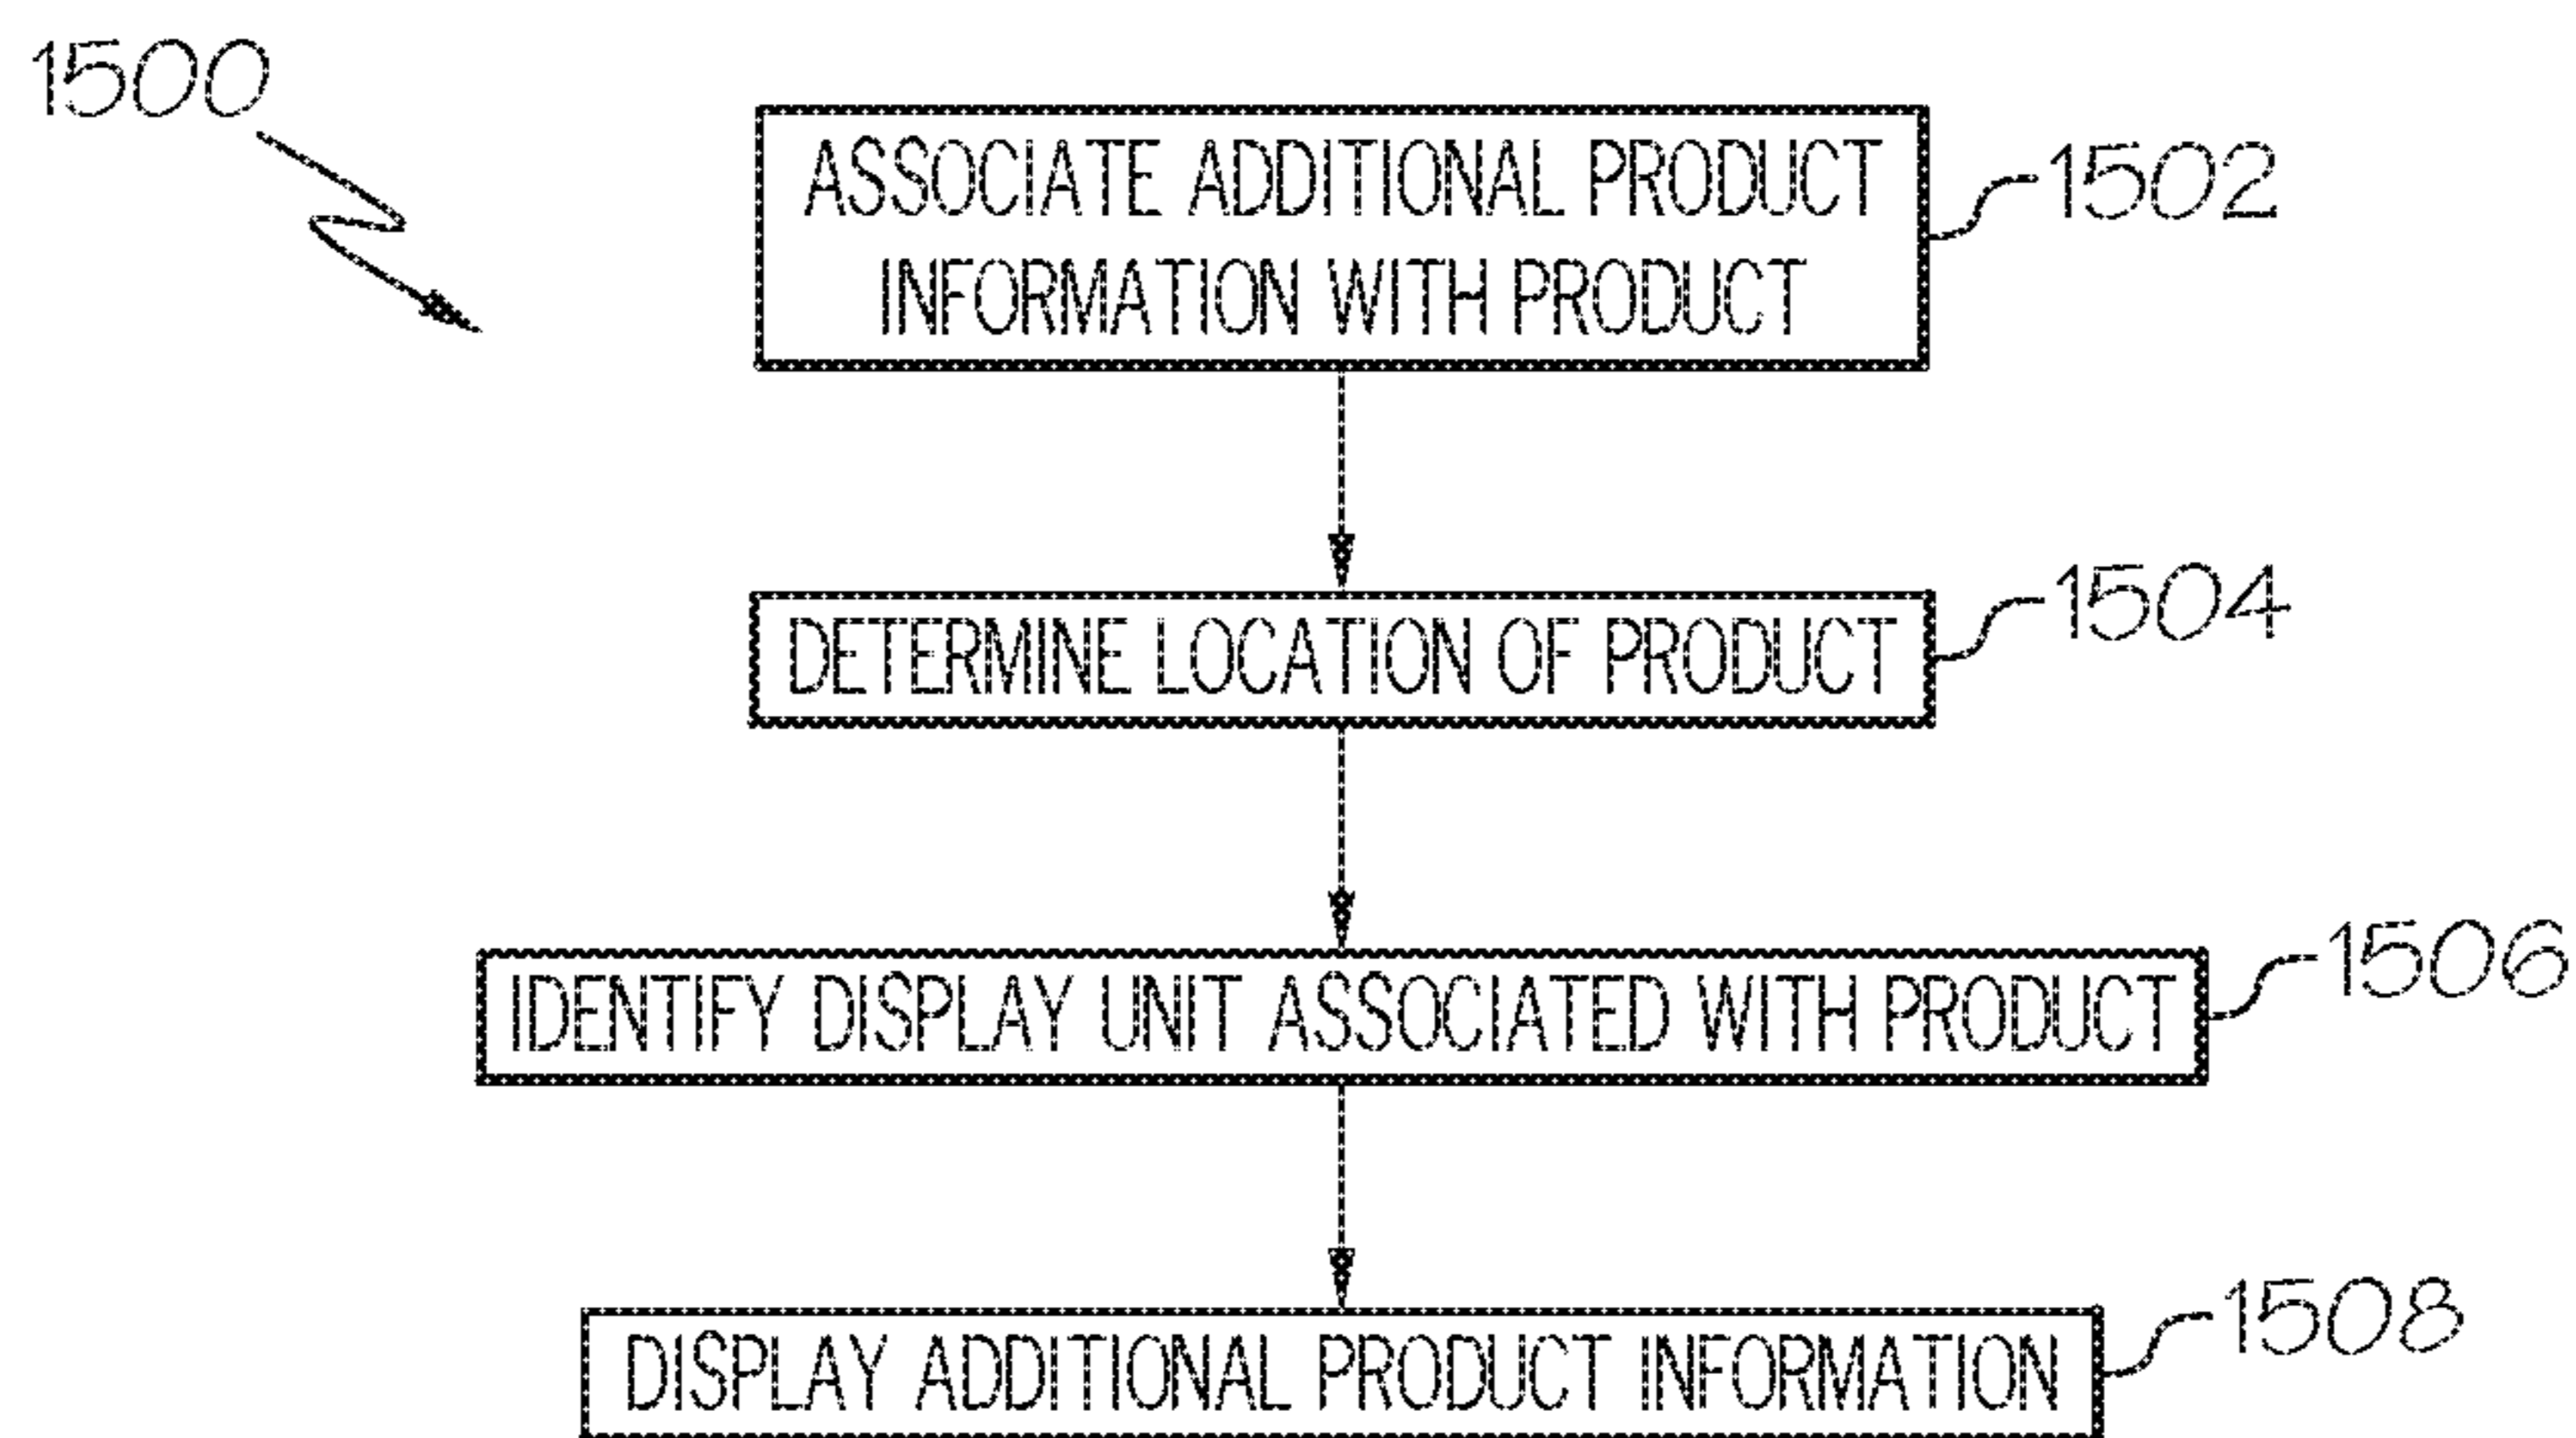 1500
ASSOCIATE ADDITIONAL PRODUCT
INFORMATION WITH PRODUCT
1502
DETERMINE LOCATION OF PRODUCT
1504
IDENTIFY DISPLAY UNIT ASSOCIATED WITH PRODUCT
1506
DISPLAY ADDITIONAL PRODUCT INFORMATION
1508